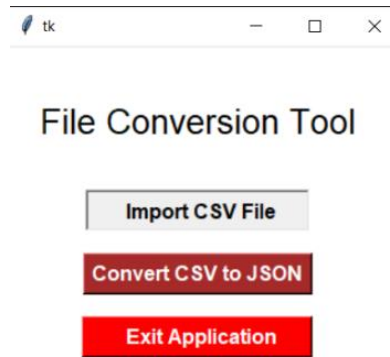 tk
File Conversion Tool
Import CSV File
Convert CSV to JSON
Exit Application